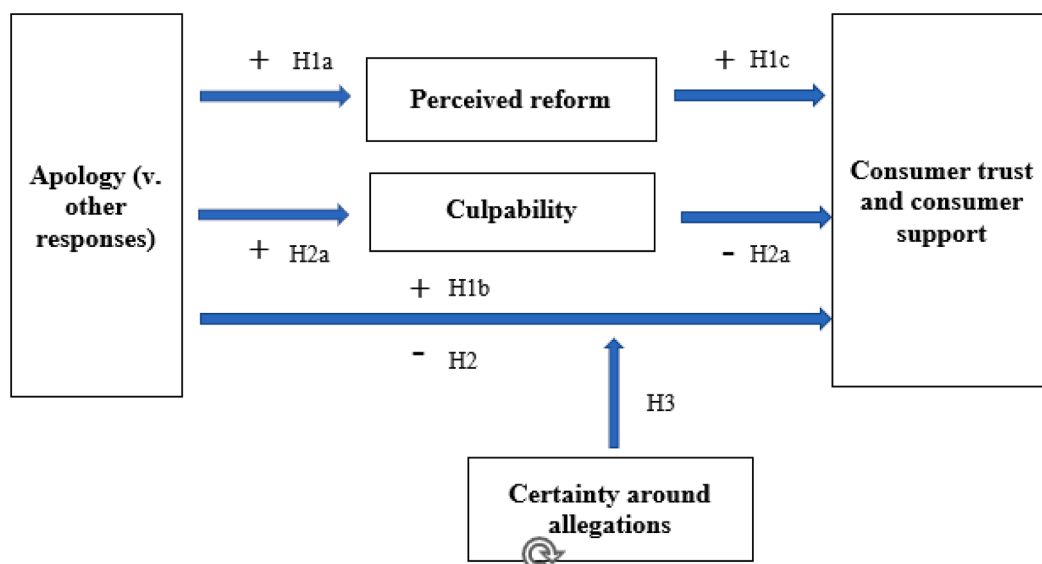 + H1a
+ H1c
Perceived reform
Apology (v.
other
responses)
Culpability
Consumer trust
and consumer
support
+ H2a
- H2a
+ H1b
- H2
H3
Certainty around
allegations